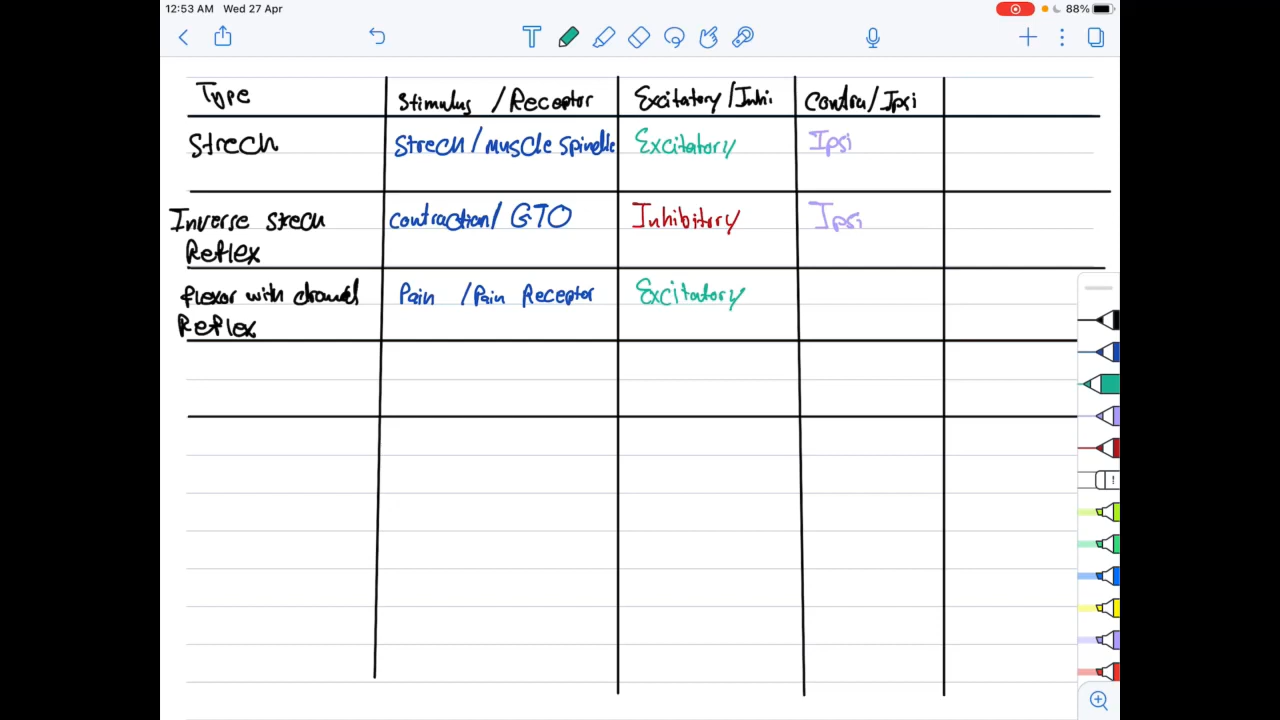 12:53 AM Wed 27 Apr
88%
Type
Stimulus / Receptor
Excitatory / Inhi.
Contra / Ipsi
Strech
Strech / muscle spindle
Excitatory
Ipsi
Inverse strech
Reflex
contraction / GTO
Inhibitory
Ipsi
flexor with drawal
Reflex
Pain / Pain Receptor
Excitatory